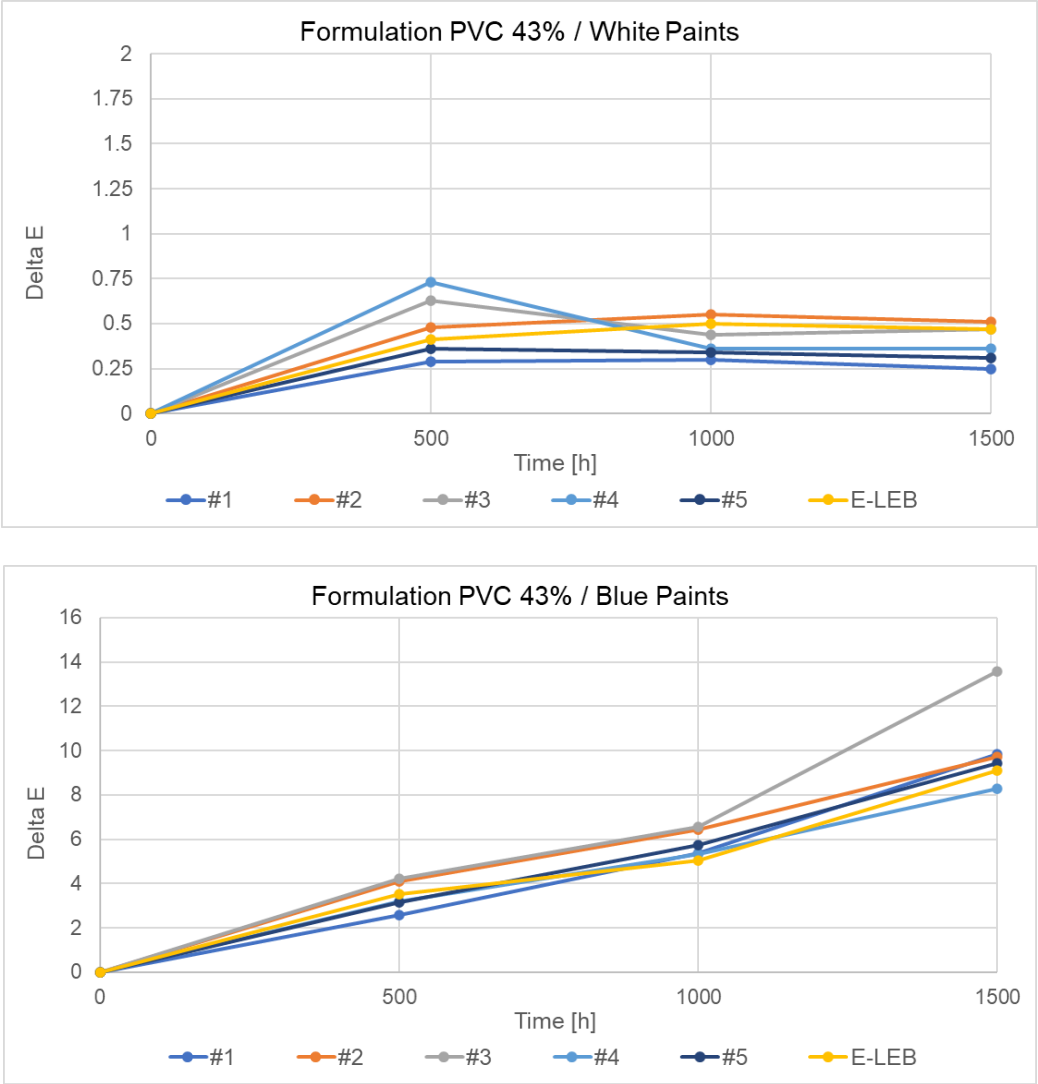 Formulation PVC 43% / White Paints
2
1.75
1.5
1.25
1
0.75
0.5
0.25
0
Delta E
0 500 1000 1500
Time [h]
#1 #2 #3 #4 #5 E-LEB
Formulation PVC 43% / Blue Paints
16
14
12
10
8
6
4
2
0
Delta E
0 500 1000 1500
Time [h]
#1 #2 #3 #4 #5 E-LEB